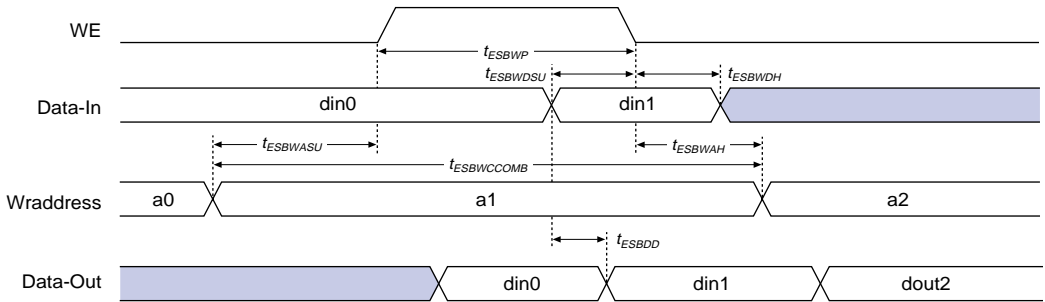 WE
tESBWP
tESBWDSU
tESBWDH
Data-In din0 din1
tESBWASU
tESBWAH
tESBWCCOMB
Wraddress a0 a1 a2
tESBDD
Data-Out din0 din1 dout2